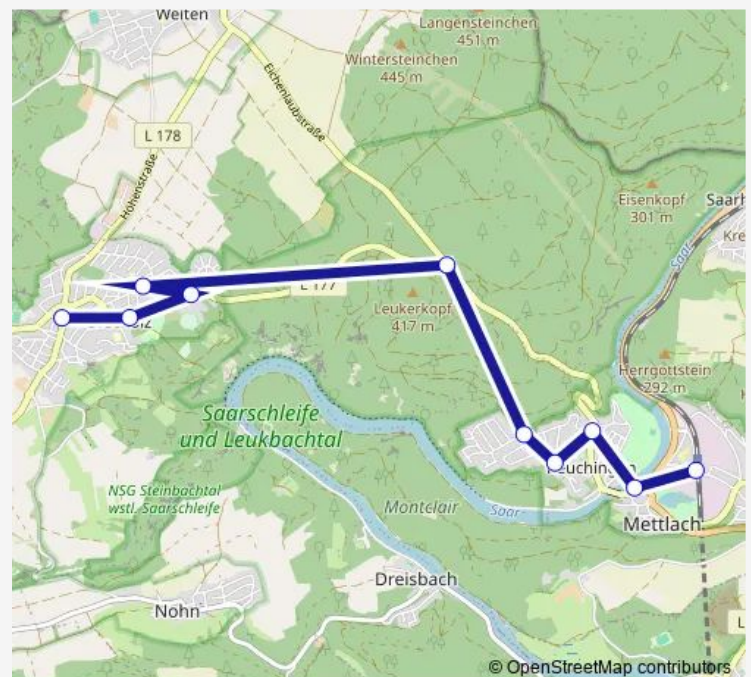 Weiten
Langensteinchen
451 m
Wintersteinchen
445 m
Eichenlaubstraße
L 178
Höhenstraße
Eisenkopf
301 m
Saar
L 177
Leukerkopf
417 m
Herrgottstein
292 m
Saarschleife
und Leukbachtal
NSG Steinbachtal
wstl. Saarschleife
Montclair
Saar
Mettlach
Dreisbach
Nohn
L
© OpenStreetMap contributors